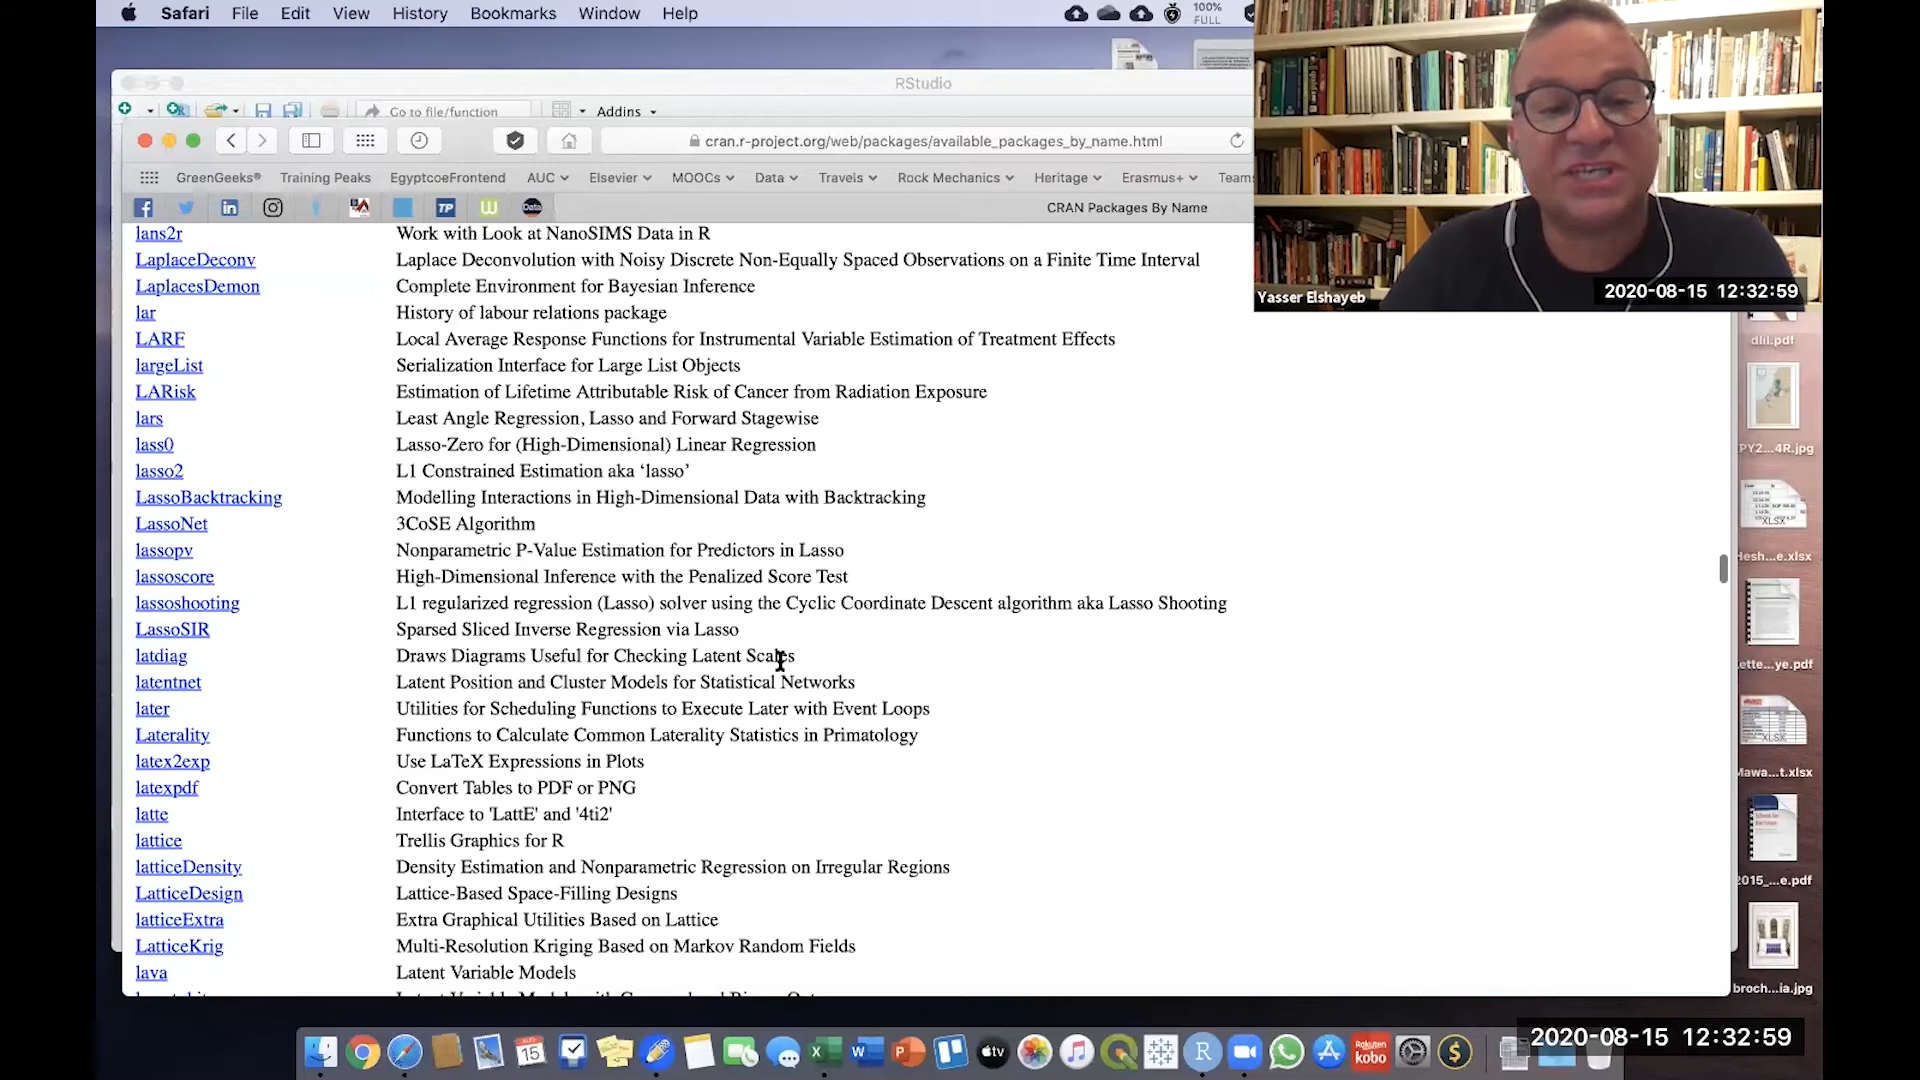 Safari File Edit View History Bookmarks Window Help
100%
FULL
RStudio
Go to file/function
Addins
cran.r-project.org/web/packages/available_packages_by_name.html
GreenGeeks® Training Peaks EgyptcoeFrontend AUC Elsevier MOOCs Data Travels Rock Mechanics Heritage Erasmus+ Teams
TP W Data
CRAN Packages By Name
Yasser Elshayeb
2020-08-15 12:32:59
lans2r Work with Look at NanoSIMS Data in R
LaplaceDeconv Laplace Deconvolution with Noisy Discrete Non-Equally Spaced Observations on a Finite Time Interval
LaplacesDemon Complete Environment for Bayesian Inference
lar History of labour relations package
LARF Local Average Response Functions for Instrumental Variable Estimation of Treatment Effects
largeList Serialization Interface for Large List Objects
LARisk Estimation of Lifetime Attributable Risk of Cancer from Radiation Exposure
lars Least Angle Regression, Lasso and Forward Stagewise
lass0 Lasso-Zero for (High-Dimensional) Linear Regression
lasso2 L1 Constrained Estimation aka ‘lasso’
LassoBacktracking Modelling Interactions in High-Dimensional Data with Backtracking
LassoNet 3CoSE Algorithm
lassopv Nonparametric P-Value Estimation for Predictors in Lasso
lassoscore High-Dimensional Inference with the Penalized Score Test
lassoshooting L1 regularized regression (Lasso) solver using the Cyclic Coordinate Descent algorithm aka Lasso Shooting
LassoSIR Sparsed Sliced Inverse Regression via Lasso
latdiag Draws Diagrams Useful for Checking Latent Scales
latentnet Latent Position and Cluster Models for Statistical Networks
later Utilities for Scheduling Functions to Execute Later with Event Loops
Laterality Functions to Calculate Common Laterality Statistics in Primatology
latex2exp Use LaTeX Expressions in Plots
latexpdf Convert Tables to PDF or PNG
latte Interface to 'LattE' and '4ti2'
lattice Trellis Graphics for R
latticeDensity Density Estimation and Nonparametric Regression on Irregular Regions
LatticeDesign Lattice-Based Space-Filling Designs
latticeExtra Extra Graphical Utilities Based on Lattice
LatticeKrig Multi-Resolution Kriging Based on Markov Random Fields
lava Latent Variable Models
dlil.pdf
PY2...4R.jpg
XLSX
Hesh...e.xlsx
ette...ye.pdf
XLSX
Mawa...t.xlsx
2015_...e.pdf
broch...ia.jpg
15
tv
Rakuten
kobo
2020-08-15 12:32:59